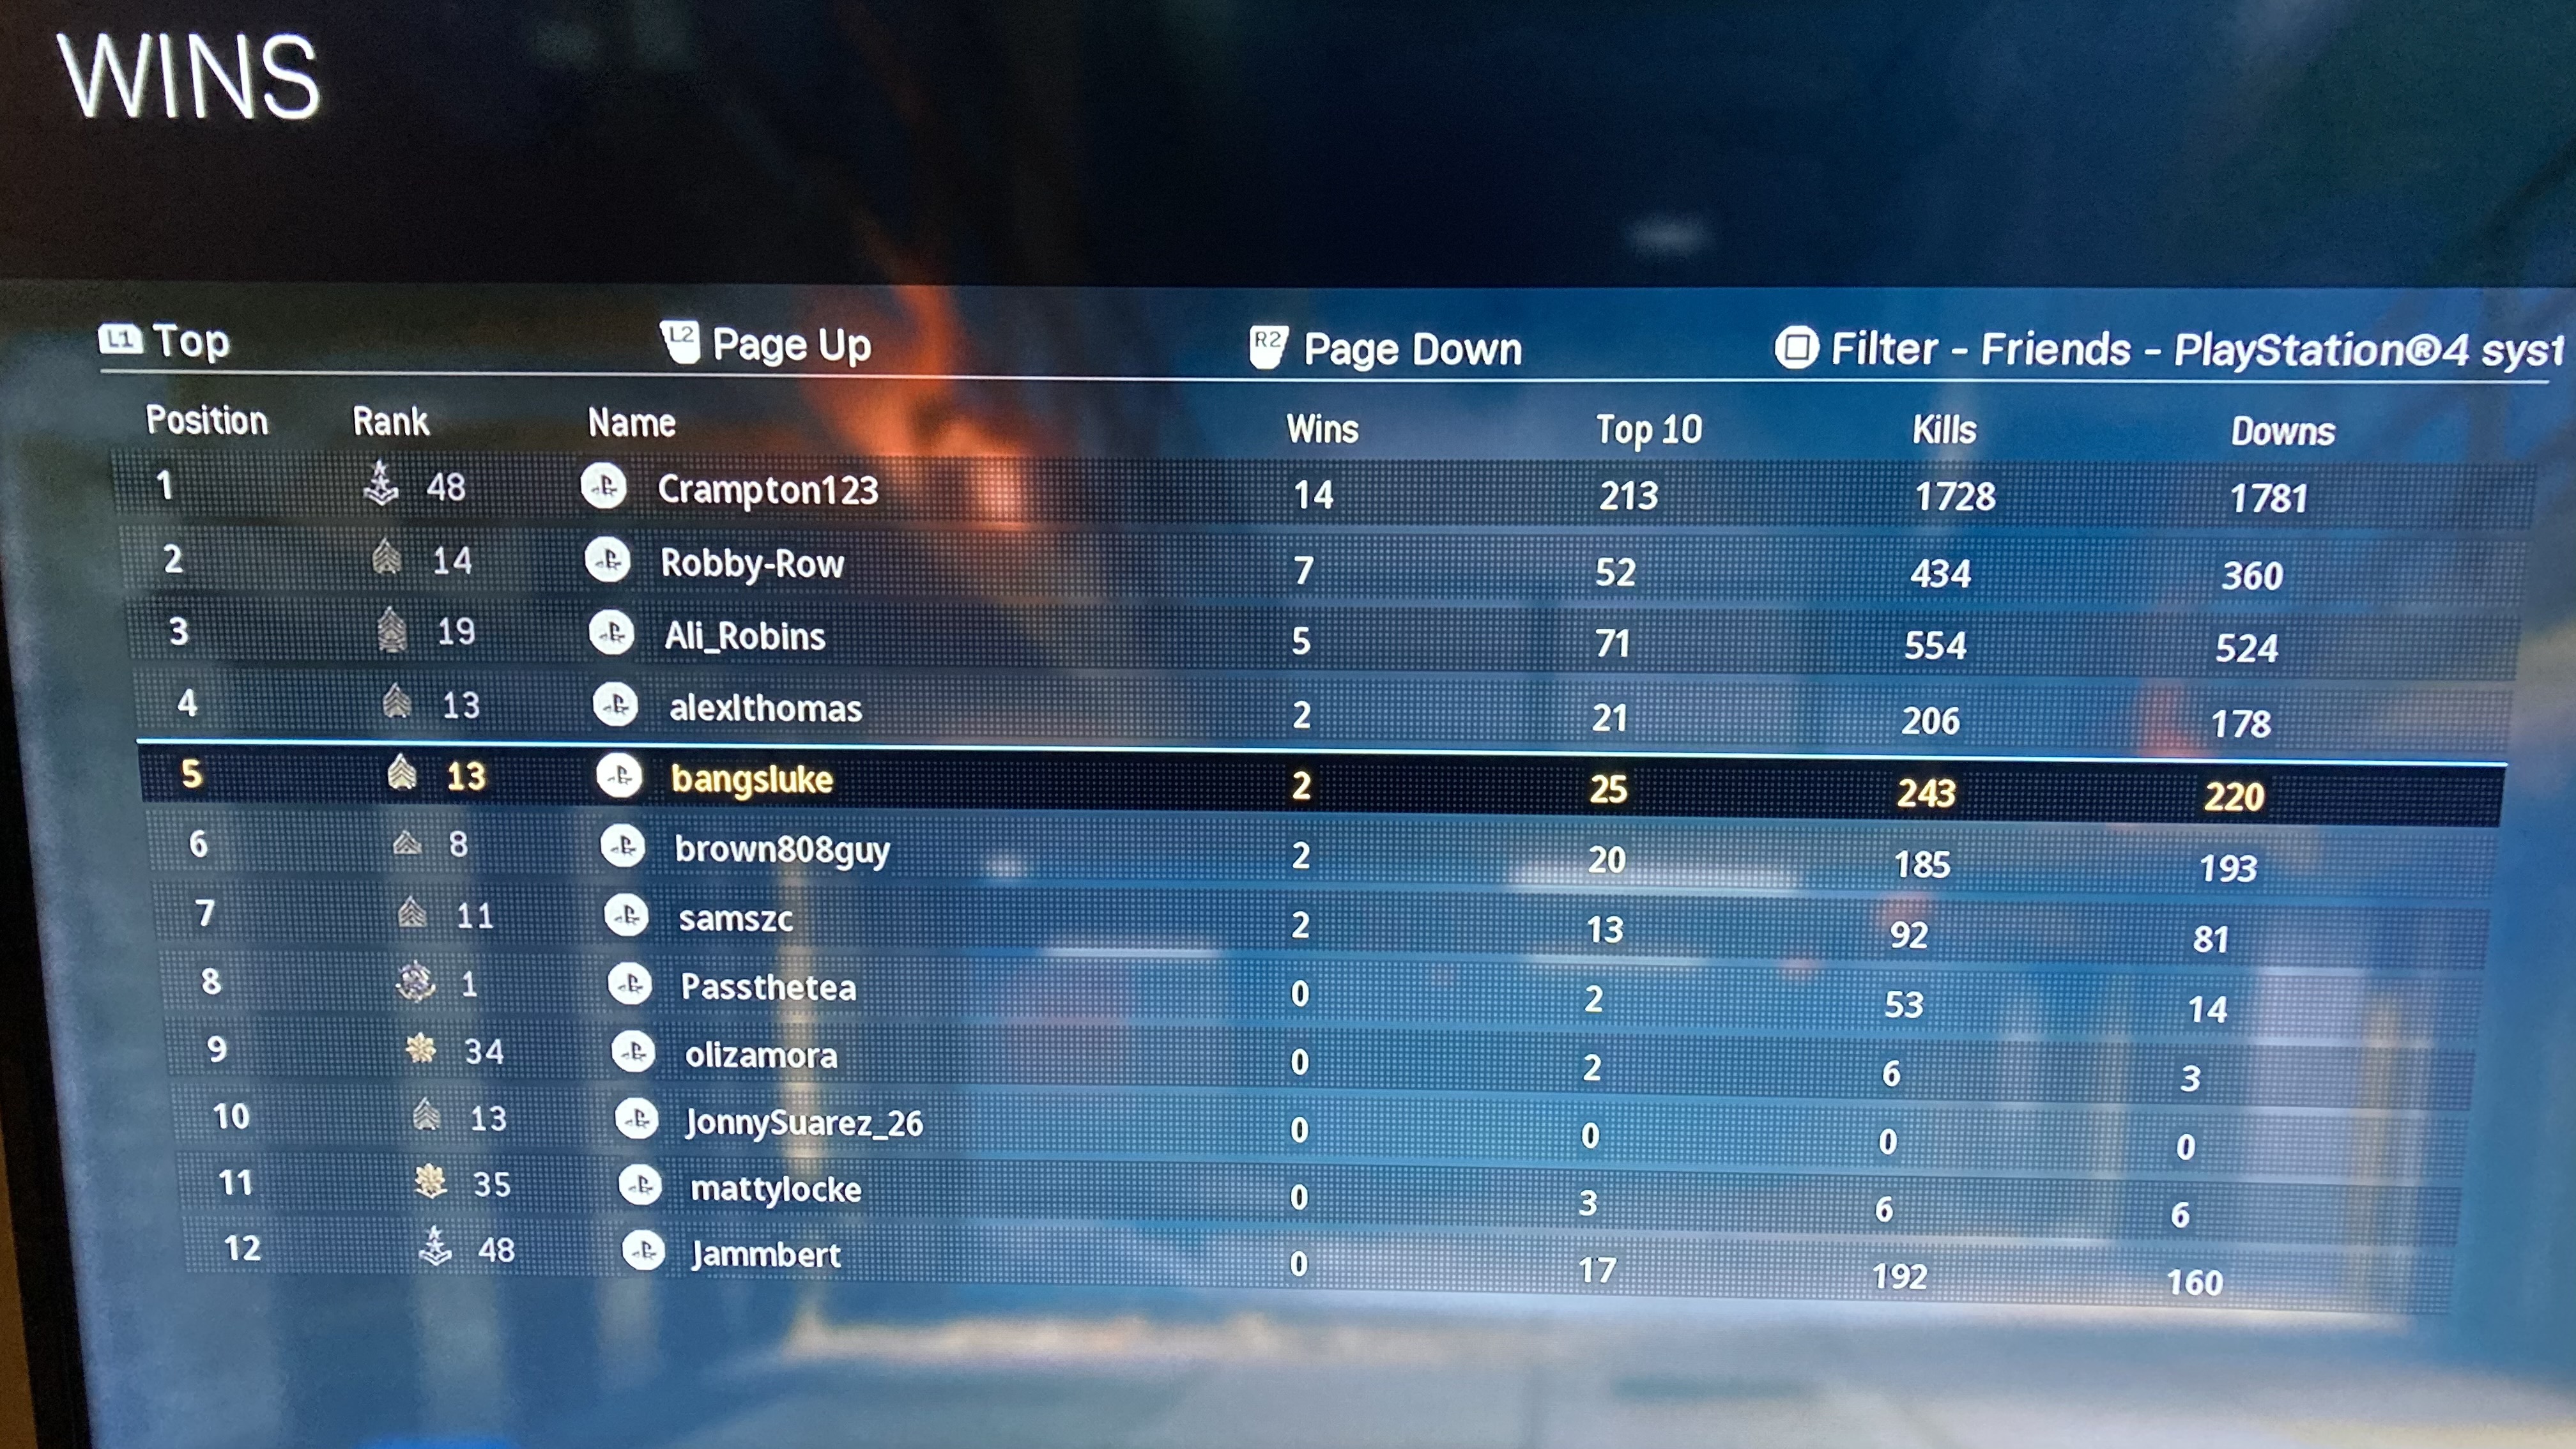 WINS
L1 Top L2 Page Up R2 Page Down Filter - Friends - PlayStation®4 syst
Position Rank Name Wins Top 10 Kills Downs
1 48 Crampton123 14 213 1728 1781
2 14 Robby-Row 7 52 434 360
3 19 Ali_Robins 5 71 554 524
4 13 alexlthomas 2 21 206 178
5 13 bangsluke 2 25 243 220
6 8 brown808guy 2 20 185 193
7 11 samszc 2 13 92 81
8 1 Passthetea 0 2 53 14
9 34 olizamora 0 2 6 3
10 13 JonnySuarez_26 0 0 0 0
11 35 mattylocke 0 3 6 6
12 48 Jammbert 0 17 192 160